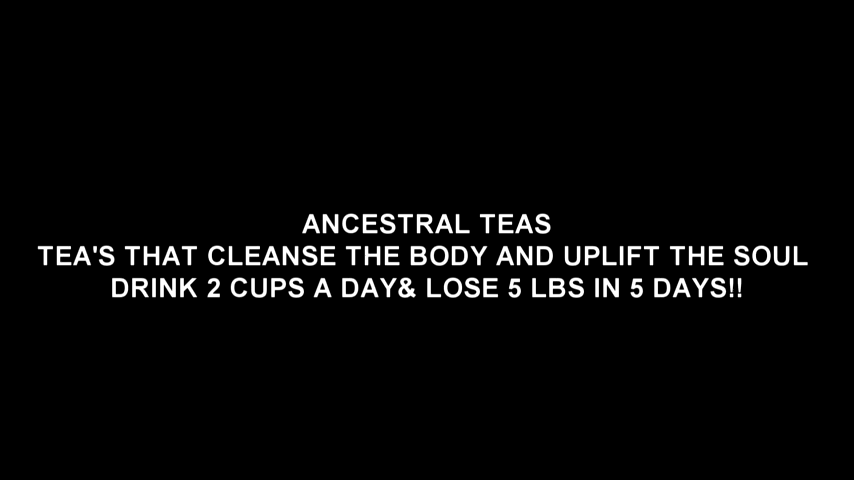 ANCESTRAL TEAS
TEA'S THAT CLEANSE THE BODY AND UPLIFT THE SOUL
DRINK 2 CUPS A DAY& LOSE 5 LBS IN 5 DAYS!!